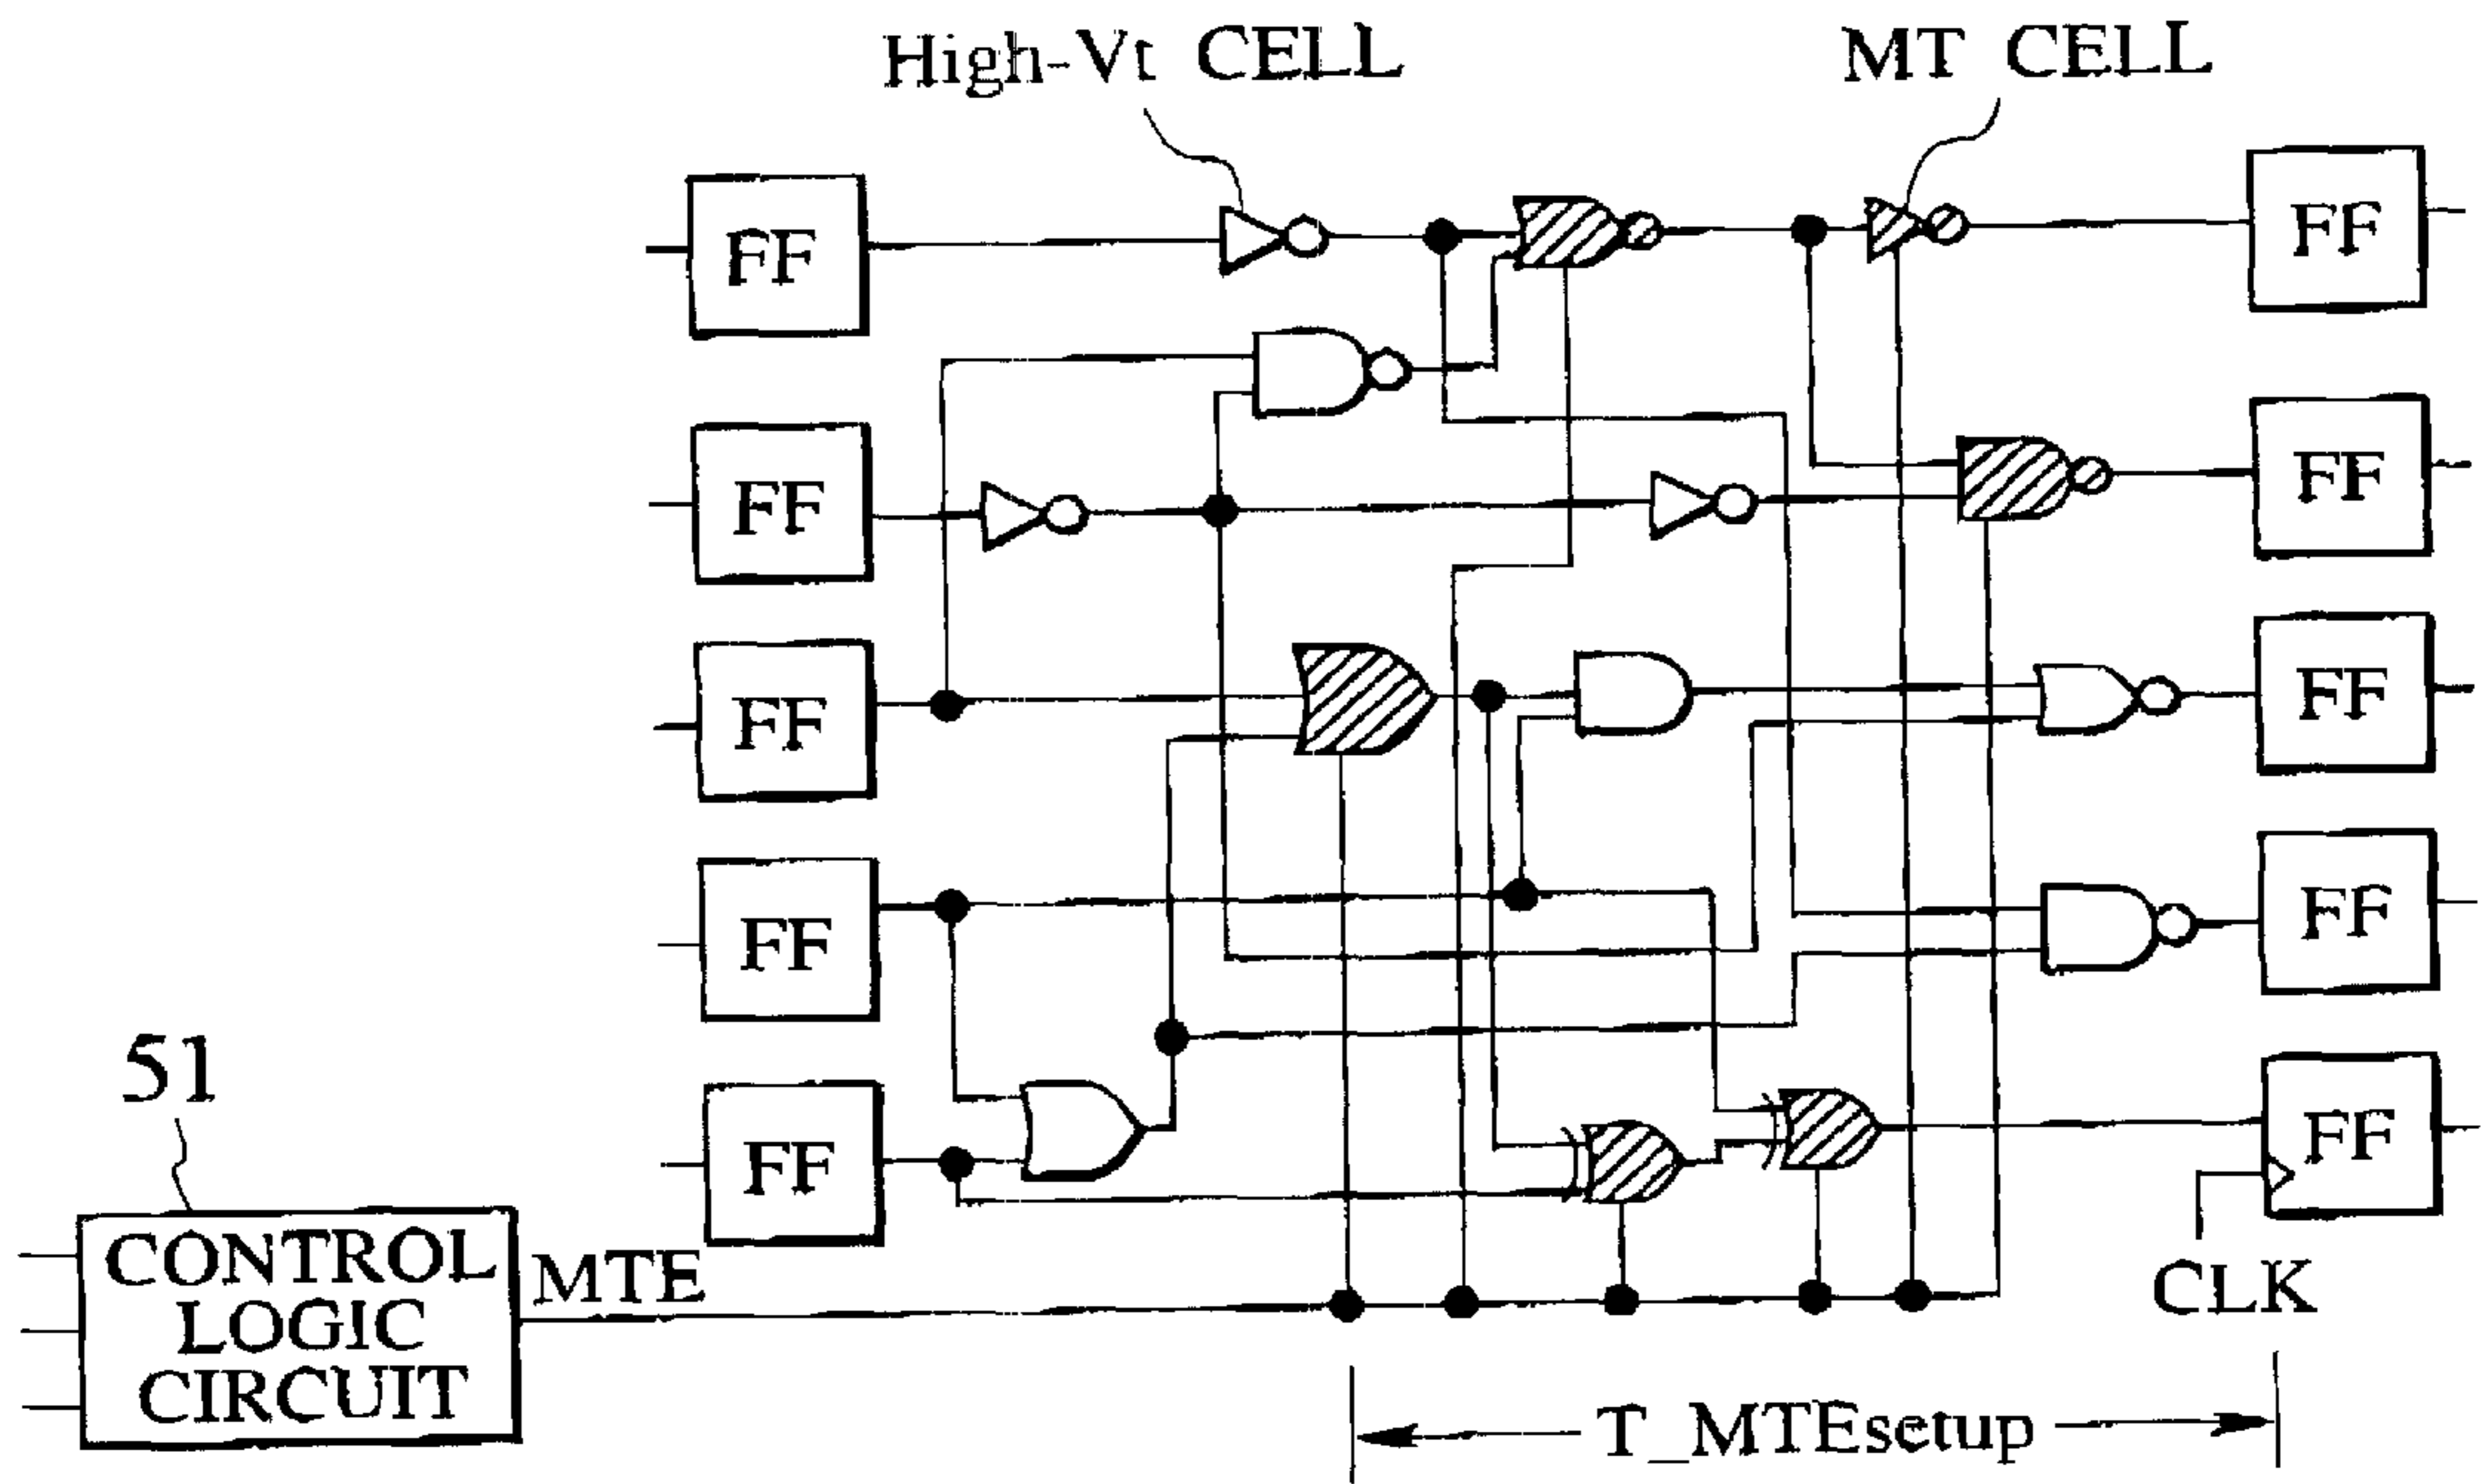 High-Vt CELL
MT CELL
FF
FF
FF
FF
FF
FF
FF
FF
FF
FF
51
CONTROL
LOGIC
CIRCUIT
MTE
CLK
T_MTEsetup